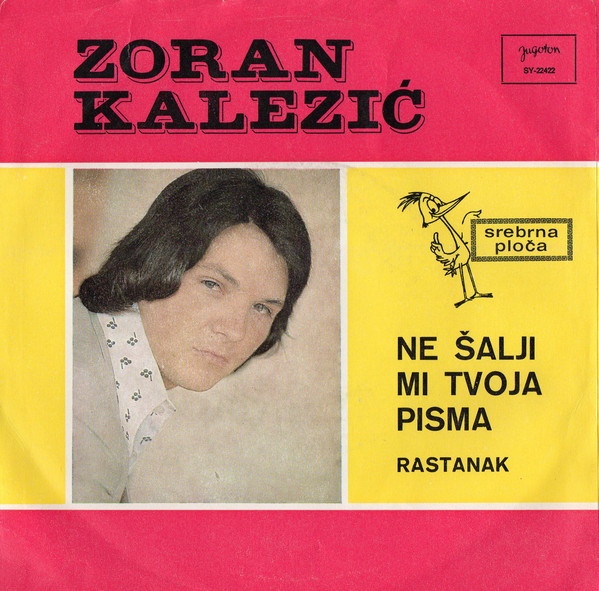 ZORAN
KALEZIĆ
jugoton
SY-22422
srebrna
ploča
NE ŠALJI
MI TVOJA
PISMA
RASTANAK